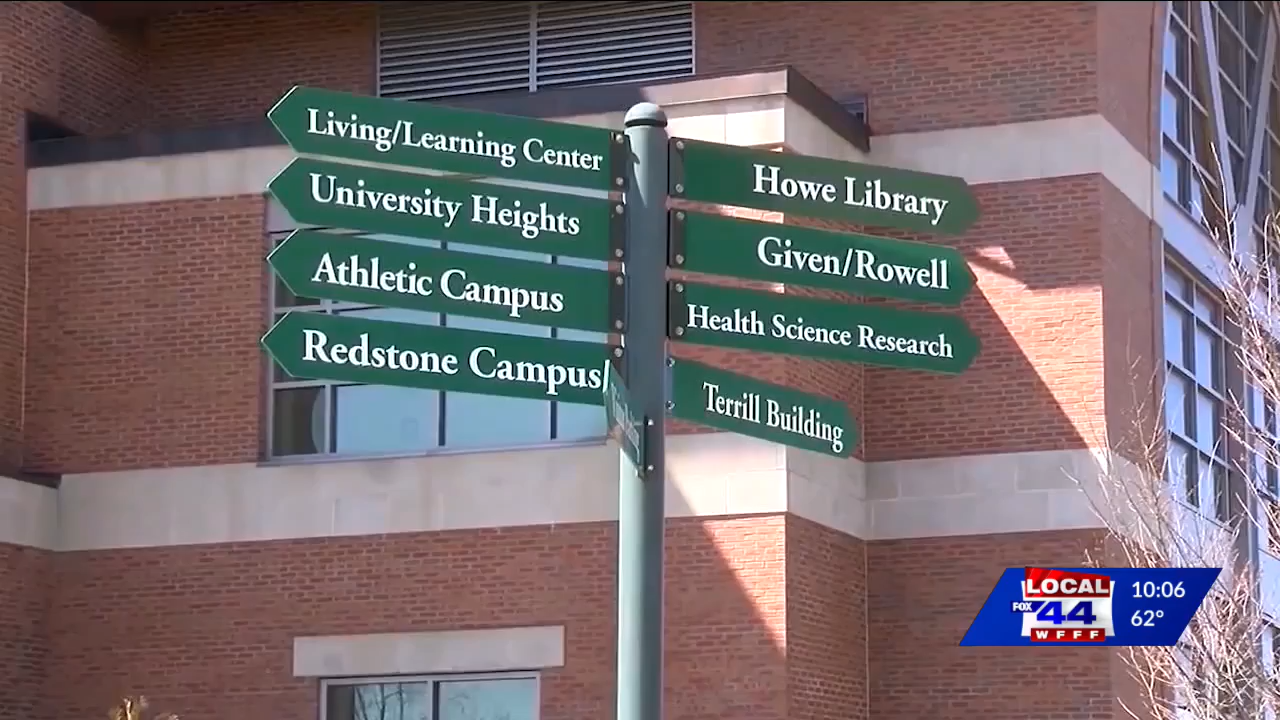 Living/Learning Center
University Heights
Athletic Campus
Redstone Campus
Howe Library
Given/Rowell
Health Science Research
Terrill Building
LOCAL
FOX 44
WFFF
10:06
62°